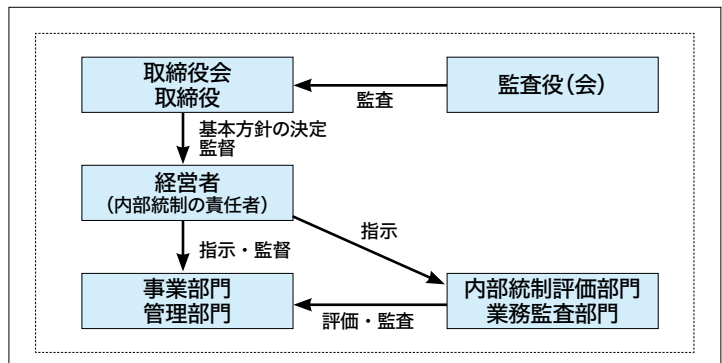 取締役会
取締役
監査役（会）
監査
基本方針の決定
監督
経営者
（内部統制の責任者）
指示
指示・監督
事業部門
管理部門
内部統制評価部門
業務監査部門
評価・監査